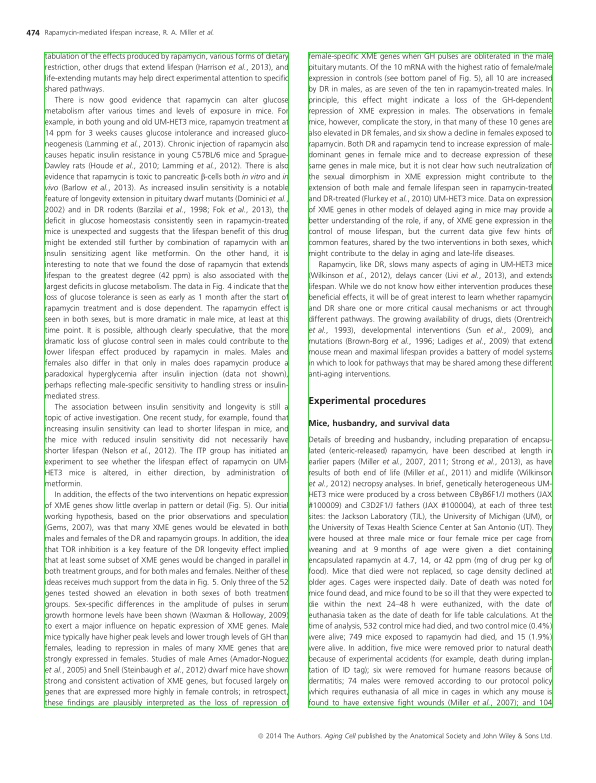 474 Rapamycin-mediated lifespan increase, R. A. Miller et al.
tabulation of the effects produced by rapamycin, various forms of dietary
restriction, other drugs that extend lifespan (Harrison et al., 2013), and
life-extending mutants may help direct experimental attention to specific
shared pathways.
There is now good evidence that rapamycin can alter glucose
metabolism after various times and levels of exposure in mice. For
example, in both young and old UM-HET3 mice, rapamycin treatment at
14 ppm for 3 weeks causes glucose intolerance and increased gluco-
neogenesis (Lamming et al., 2013). Chronic injection of rapamycin also
causes hepatic insulin resistance in young C57BL/6 mice and Sprague-
Dawley rats (Houde et al., 2010; Lamming et al., 2012). There is also
evidence that rapamycin is toxic to pancreatic β-cells both in vitro and in
vivo (Barlow et al., 2013). As increased insulin sensitivity is a notable
feature of longevity extension in pituitary dwarf mutants (Dominici et al.,
2002) and in DR rodents (Barzilai et al., 1998; Fok et al., 2013), the
deficit in glucose homeostasis consistently seen in rapamycin-treated
mice is unexpected and suggests that the lifespan benefit of this drug
might be extended still further by combination of rapamycin with an
insulin sensitizing agent like metformin. On the other hand, it is
interesting to note that we found the dose of rapamycin that extends
lifespan to the greatest degree (42 ppm) is also associated with the
largest deficits in glucose metabolism. The data in Fig. 4 indicate that the
loss of glucose tolerance is seen as early as 1 month after the start of
rapamycin treatment and is dose dependent. The rapamycin effect is
seen in both sexes, but is more dramatic in male mice, at least at this
time point. It is possible, although clearly speculative, that the more
dramatic loss of glucose control seen in males could contribute to the
lower lifespan effect produced by rapamycin in males. Males and
females also differ in that only in males does rapamycin produce a
paradoxical hyperglycemia after insulin injection (data not shown),
perhaps reflecting male-specific sensitivity to handling stress or insulin-
mediated stress.
The association between insulin sensitivity and longevity is still a
topic of active investigation. One recent study, for example, found that
increasing insulin sensitivity can lead to shorter lifespan in mice, and
the mice with reduced insulin sensitivity did not necessarily have
shorter lifespan (Nelson et al., 2012). The ITP group has initiated an
experiment to see whether the lifespan effect of rapamycin on UM-
HET3 mice is altered, in either direction, by administration of
metformin.
In addition, the effects of the two interventions on hepatic expression
of XME genes show little overlap in pattern or detail (Fig. 5). Our initial
working hypothesis, based on the prior observations and speculation
(Gems, 2007), was that many XME genes would be elevated in both
males and females of the DR and rapamycin groups. In addition, the idea
that TOR inhibition is a key feature of the DR longevity effect implied
that at least some subset of XME genes would be changed in parallel in
both treatment groups, and for both males and females. Neither of these
ideas receives much support from the data in Fig. 5. Only three of the 52
genes tested showed an elevation in both sexes of both treatment
groups. Sex-specific differences in the amplitude of pulses in serum
growth hormone levels have been shown (Waxman & Holloway, 2009)
to exert a major influence on hepatic expression of XME genes. Male
mice typically have higher peak levels and lower trough levels of GH than
females, leading to repression in males of many XME genes that are
strongly expressed in females. Studies of male Ames (Amador-Noguez
et al., 2005) and Snell (Steinbaugh et al., 2012) dwarf mice have shown
strong and consistent activation of XME genes, but focused largely on
genes that are expressed more highly in female controls; in retrospect,
these findings are plausibly interpreted as the loss of repression of
female-specific XME genes when GH pulses are obliterated in the male
pituitary mutants. Of the 10 mRNA with the highest ratio of female/male
expression in controls (see bottom panel of Fig. 5), all 10 are increased
by DR in males, as are seven of the ten in rapamycin-treated males. In
principle, this effect might indicate a loss of the GH-dependent
repression of XME expression in males. The observations in female
mice, however, complicate the story, in that many of these 10 genes are
also elevated in DR females, and six show a decline in females exposed to
rapamycin. Both DR and rapamycin tend to increase expression of male-
dominant genes in female mice and to decrease expression of these
same genes in male mice, but it is not clear how such neutralization of
the sexual dimorphism in XME expression might contribute to the
extension of both male and female lifespan seen in rapamycin-treated
and DR-treated (Flurkey et al., 2010) UM-HET3 mice. Data on expression
of XME genes in other models of delayed aging in mice may provide a
better understanding of the role, if any, of XME gene expression in the
control of mouse lifespan, but the current data give few hints of
common features, shared by the two interventions in both sexes, which
might contribute to the delay in aging and late-life diseases.
Rapamycin, like DR, slows many aspects of aging in UM-HET3 mice
(Wilkinson et al., 2012), delays cancer (Livi et al., 2013), and extends
lifespan. While we do not know how either intervention produces these
beneficial effects, it will be of great interest to learn whether rapamycin
and DR share one or more critical causal mechanisms or act through
different pathways. The growing availability of drugs, diets (Orentreich
et al., 1993), developmental interventions (Sun et al., 2009), and
mutations (Brown-Borg et al., 1996; Ladiges et al., 2009) that extend
mouse mean and maximal lifespan provides a battery of model systems
in which to look for pathways that may be shared among these different
anti-aging interventions.
Experimental procedures
Mice, husbandry, and survival data
Details of breeding and husbandry, including preparation of encapsu-
lated (enteric-released) rapamycin, have been described at length in
earlier papers (Miller et al., 2007, 2011; Strong et al., 2013), as have
results of both end of life (Miller et al., 2011) and midlife (Wilkinson
et al., 2012) necropsy analyses. In brief, genetically heterogeneous UM-
HET3 mice were produced by a cross between CByB6F1/J mothers (JAX
#100009) and C3D2F1/J fathers (JAX #100004), at each of three test
sites: the Jackson Laboratory (TJL), the University of Michigan (UM), or
the University of Texas Health Science Center at San Antonio (UT). They
were housed at three male mice or four female mice per cage from
weaning and at 9 months of age were given a diet containing
encapsulated rapamycin at 4.7, 14, or 42 ppm (mg of drug per kg of
food). Mice that died were not replaced, so cage density declined at
older ages. Cages were inspected daily. Date of death was noted for
mice found dead, and mice found to be so ill that they were expected to
die within the next 24–48 h were euthanized, with the date of
euthanasia taken as the date of death for life table calculations. At the
time of analysis, 532 control mice had died, and two control mice (0.4%)
were alive; 749 mice exposed to rapamycin had died, and 15 (1.9%)
were alive. In addition, five mice were removed prior to natural death
because of experimental accidents (for example, death during implan-
tation of ID tag); six were removed for humane reasons because of
dermatitis; 74 males were removed according to our protocol policy
which requires euthanasia of all mice in cages in which any mouse is
found to have extensive fight wounds (Miller et al., 2007); and 104
© 2014 The Authors. Aging Cell published by the Anatomical Society and John Wiley & Sons Ltd.